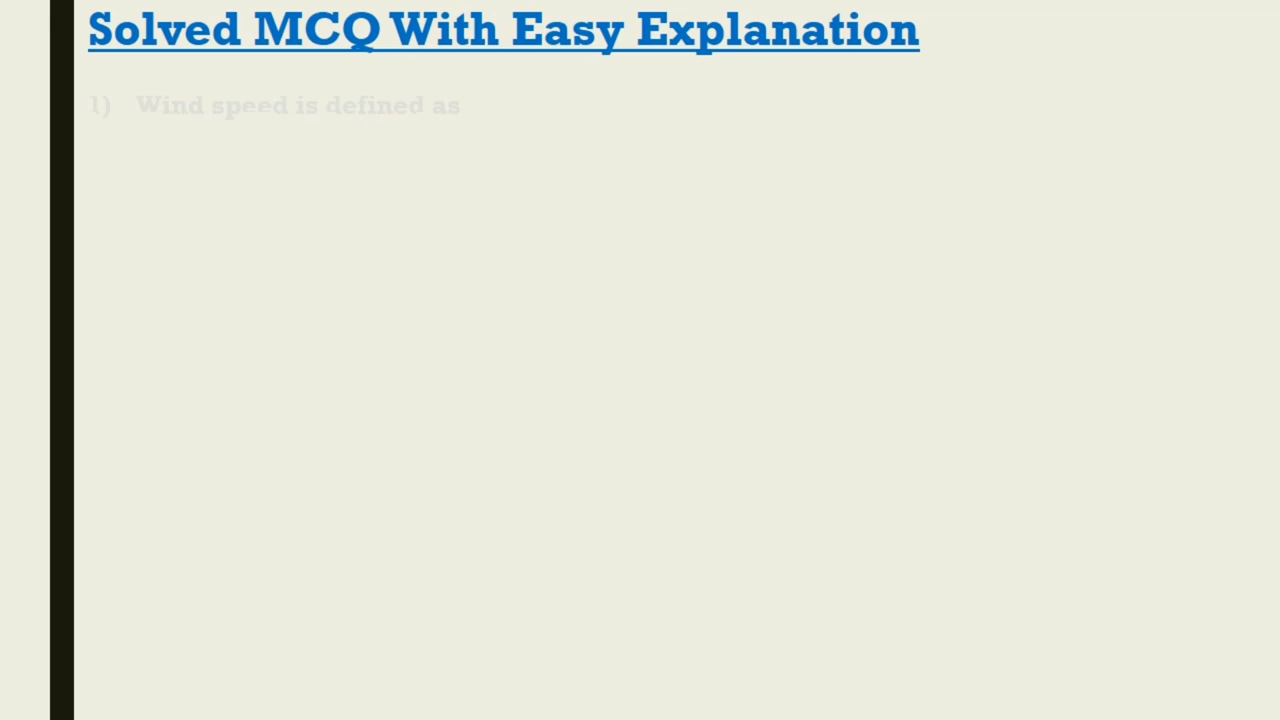 Solved MCQ With Easy Explanation
1) Wind speed is defined as